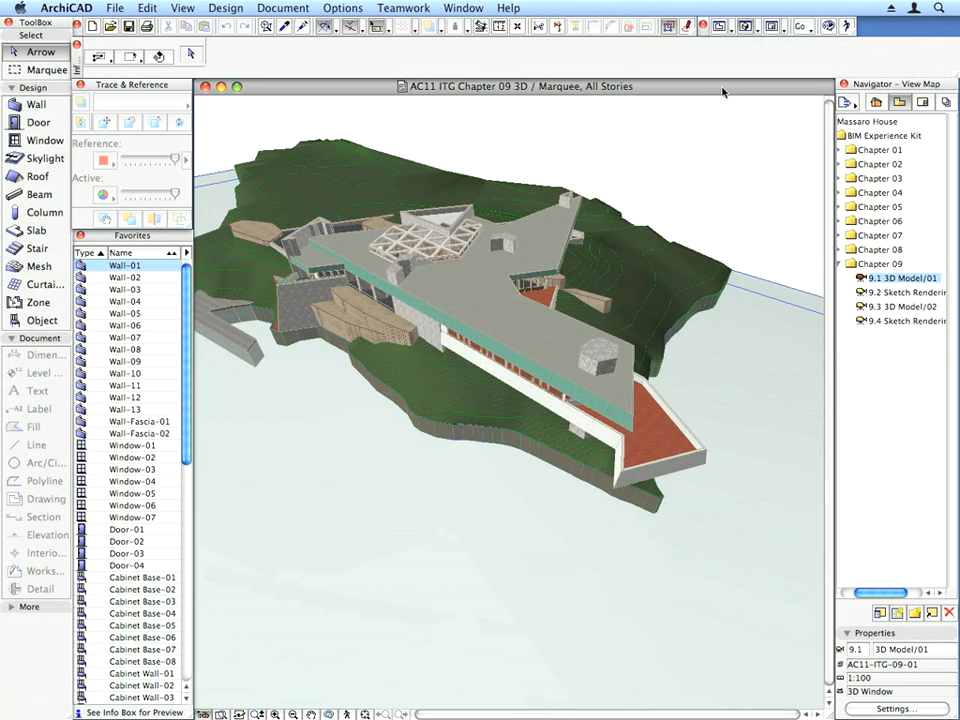 ArchiCAD File Edit View Design Document Options Teamwork Window Help
ToolBox
Select
Arrow
Marquee
Design
Wall
Door
Window
Skylight
Roof
Beam
Column
Slab
Stair
Mesh
Curtai...
Zone
Object
Document
Dimen...
Level ...
Text
Label
Fill
Line
Arc/Ci...
Polyline
Drawing
Section
Elevation
Interio...
Works...
Detail
More
Go
Trace & Reference
Reference:
Active:
Favorites
Type Name
Wall-01
Wall-02
Wall-03
Wall-04
Wall-05
Wall-06
Wall-07
Wall-08
Wall-09
Wall-10
Wall-11
Wall-12
Wall-13
Wall-Fascia-01
Wall-Fascia-02
Window-01
Window-02
Window-03
Window-04
Window-05
Window-06
Window-07
Door-01
Door-02
Door-03
Door-04
Cabinet Base-01
Cabinet Base-02
Cabinet Base-03
Cabinet Base-04
Cabinet Base-05
Cabinet Base-06
Cabinet Base-07
Cabinet Base-08
Cabinet Wall-01
Cabinet Wall-02
Cabinet Wall-03
See Info Box for Preview
AC11 ITG Chapter 09 3D / Marquee, All Stories
Navigator - View Map
Massaro House
BIM Experience Kit
Chapter 01
Chapter 02
Chapter 03
Chapter 04
Chapter 05
Chapter 06
Chapter 07
Chapter 08
Chapter 09
9.1 3D Model/01
9.2 Sketch Renderin
9.3 3D Model/02
9.4 Sketch Renderin
Properties
9.1 3D Model/01
AC11-ITG-09-01
1:100
3D Window
Settings...